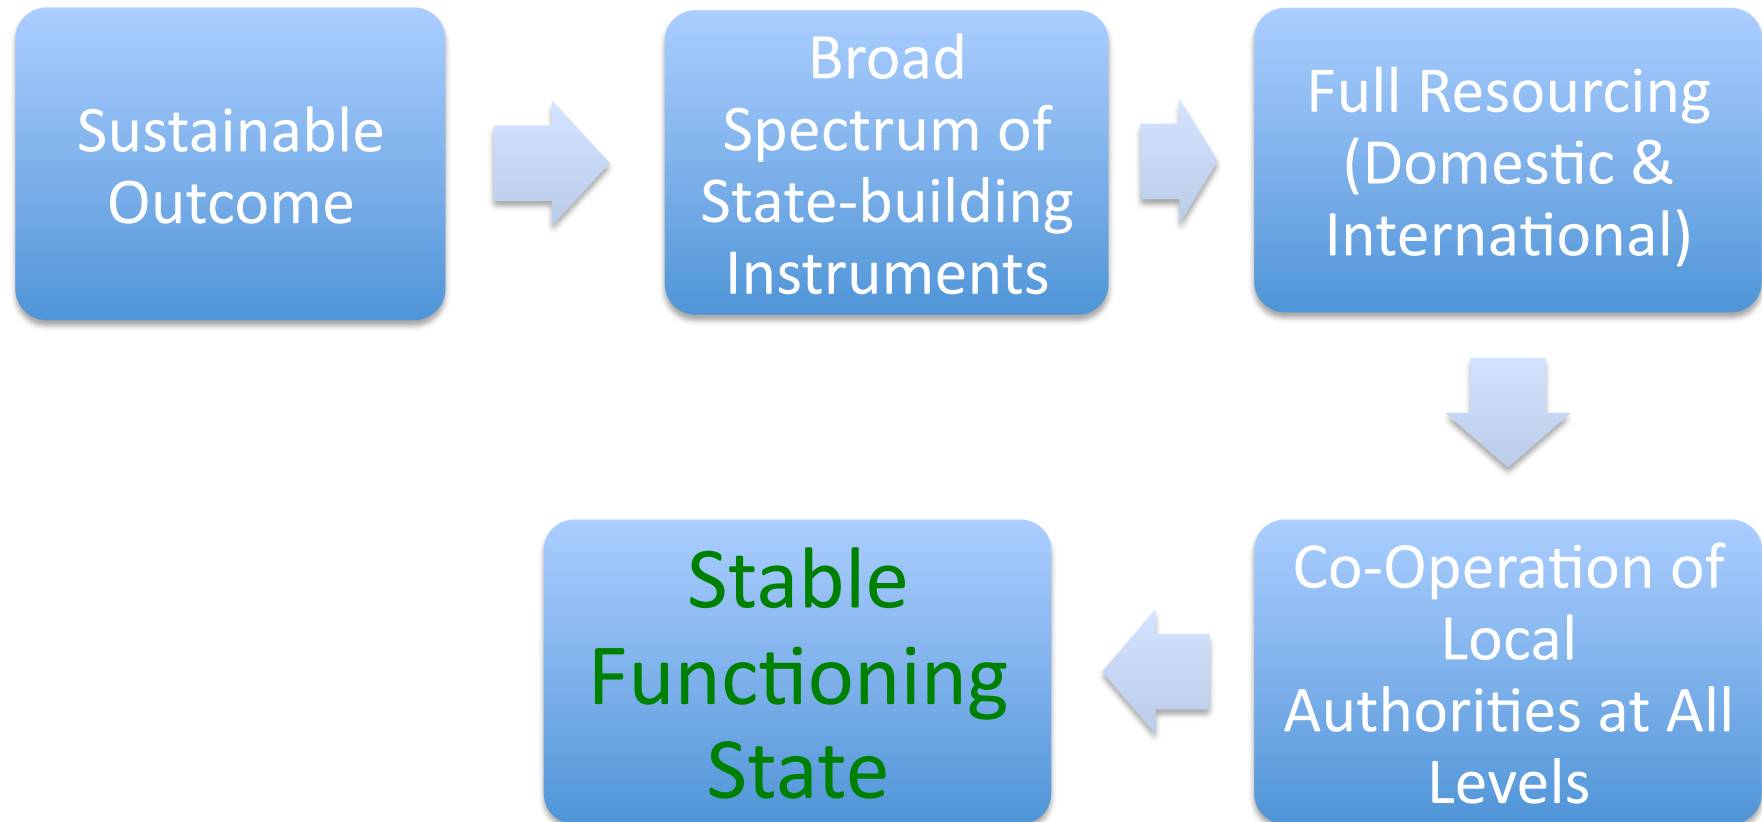 Sustainable
Outcome
Broad
Spectrum of
State-building
Instruments
Full Resourcing
(Domestic &
International)
Co-Operation of
Local
Authorities at All
Levels
Stable
Functioning
State